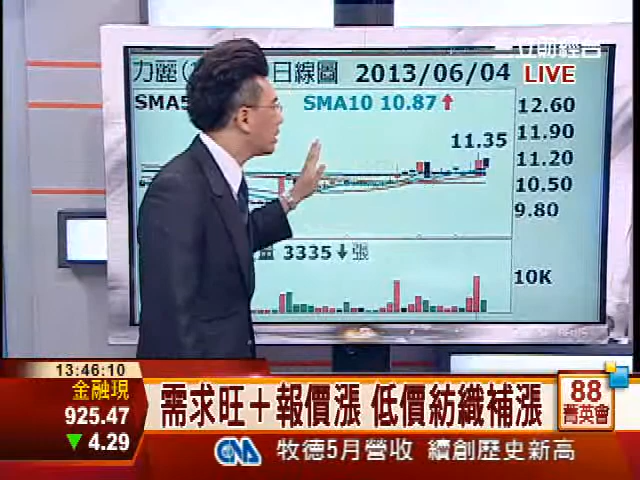 力麗( 日線圖 2013/06/04 LIVE
SMA5 SMA10 10.87↑
12.60
11.90
11.35
11.20
10.50
9.80
量 3335↓張
10K
13:46:10
金融現
925.47
▼4.29
需求旺＋報價漲 低價紡織補漲
88
菁英會
CNA 牧德5月營收 續創歷史新高